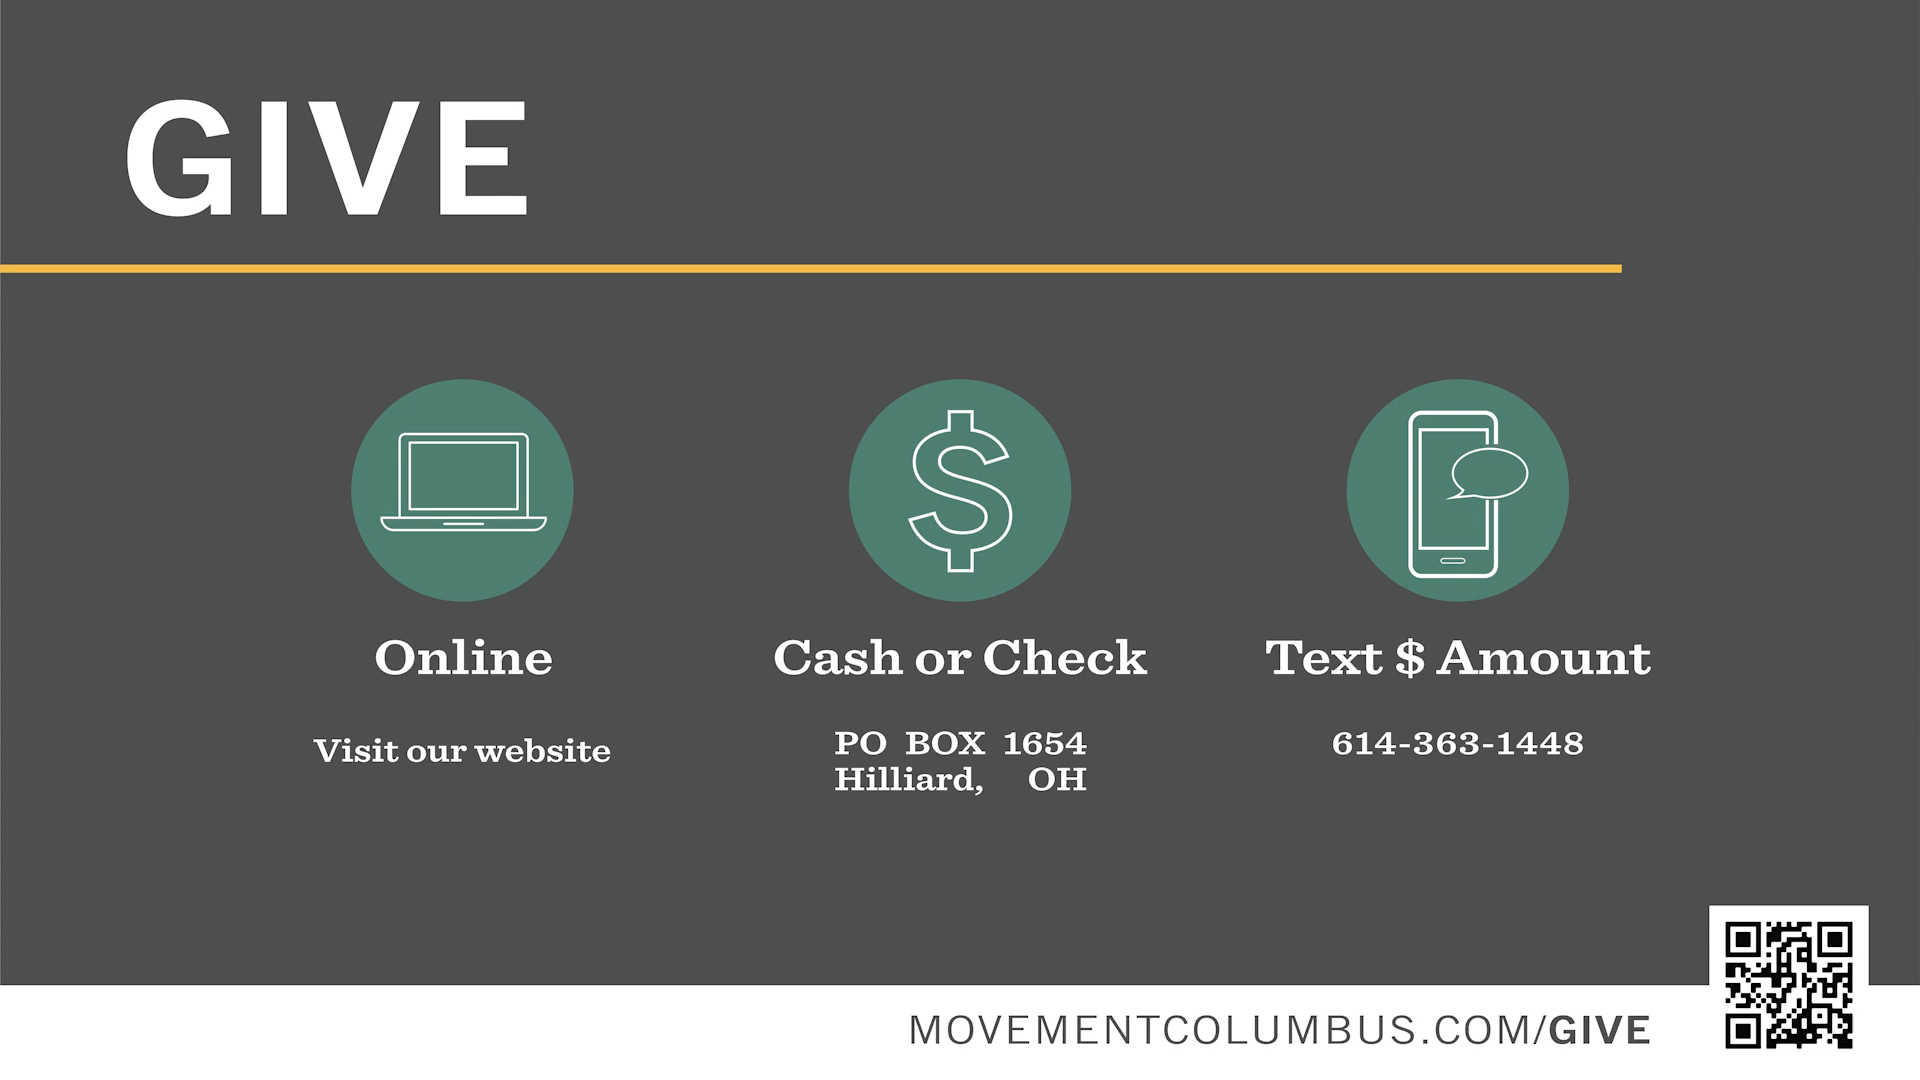 GIVE
Online
Visit our website
Cash or Check
PO BOX 1654
Hilliard, OH
Text $ Amount
614-363-1448
MOVEMENTCOLUMBUS.COM/GIVE